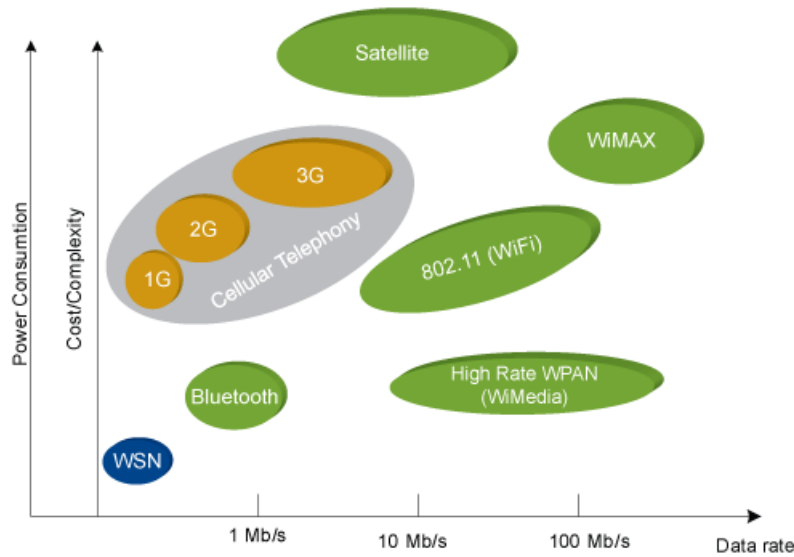 Satellite
WiMAX
3G
2G
1G
Cellular Telephony
802.11 (WiFi)
High Rate WPAN
(WiMedia)
Bluetooth
WSN
Power Consumtion
Cost/Complexity
1 Mb/s
10 Mb/s
100 Mb/s
Data rate